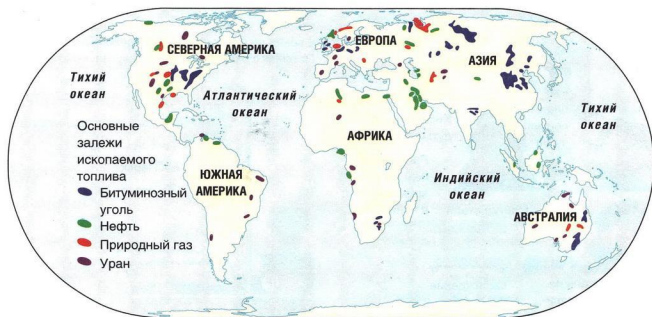 СЕВЕРНАЯ АМЕРИКА
ЕВРОПА
АЗИЯ
Тихий
океан
Атлантический
океан
Тихий
океан
АФРИКА
Индийский
океан
ЮЖНАЯ
АМЕРИКА
АВСТРАЛИЯ
Основные
залежи
ископаемого
топлива
Битуминозный
уголь
Нефть
Природный газ
Уран